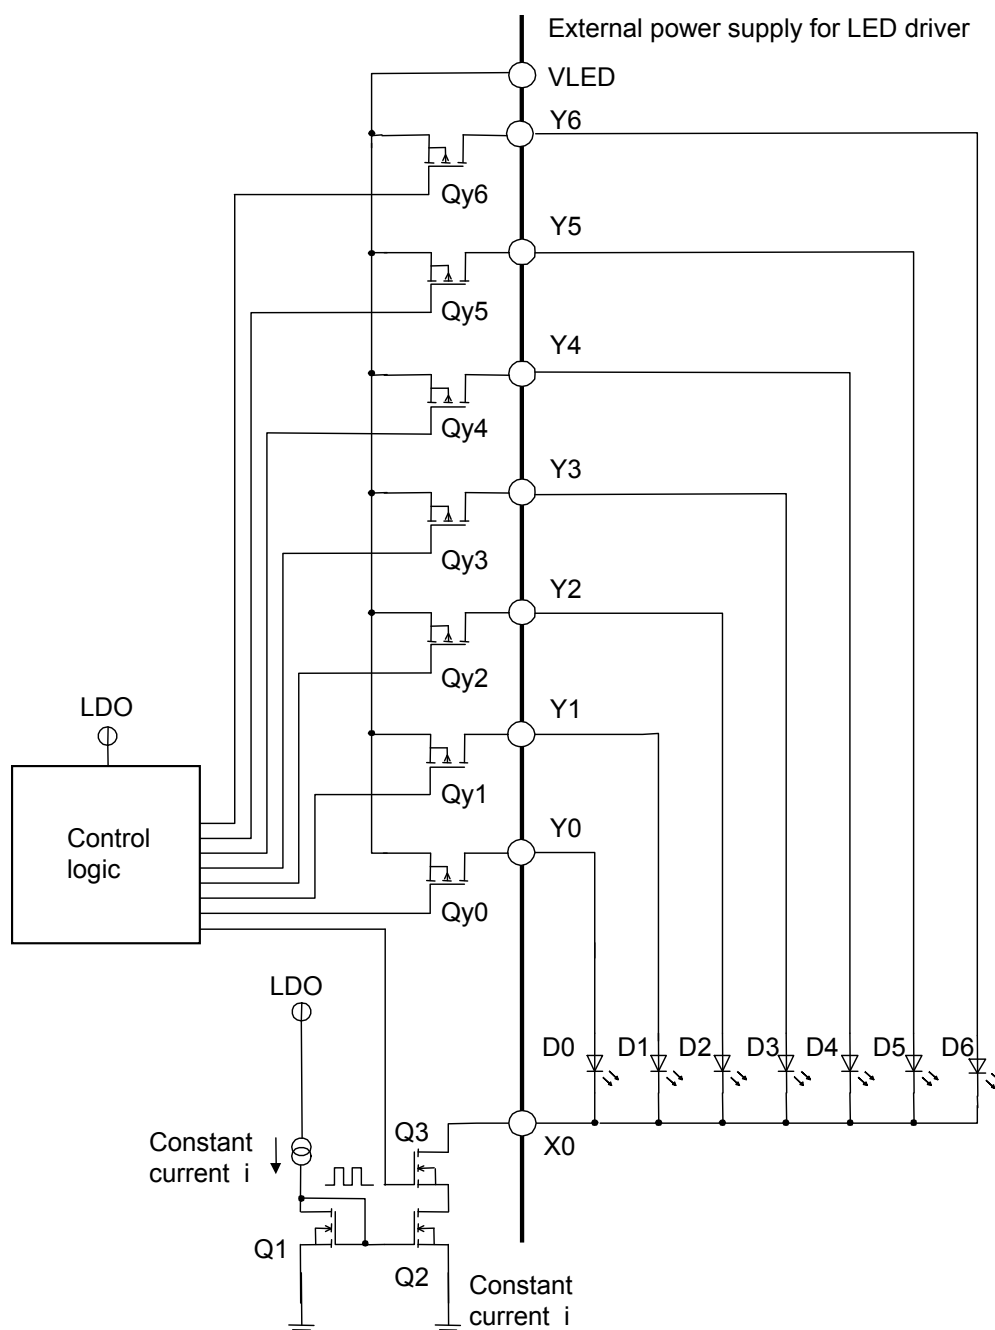 External power supply for LED driver
VLED
Y6
Qy6
Y5
Qy5
Y4
Qy4
Y3
Qy3
Y2
Qy2
LDO
Y1
Qy1
Control
logic
Y0
Qy0
LDO
D0 D1 D2 D3 D4 D5 D6
Q3
X0
Constant
current i
Q1
Q2
Constant
current i